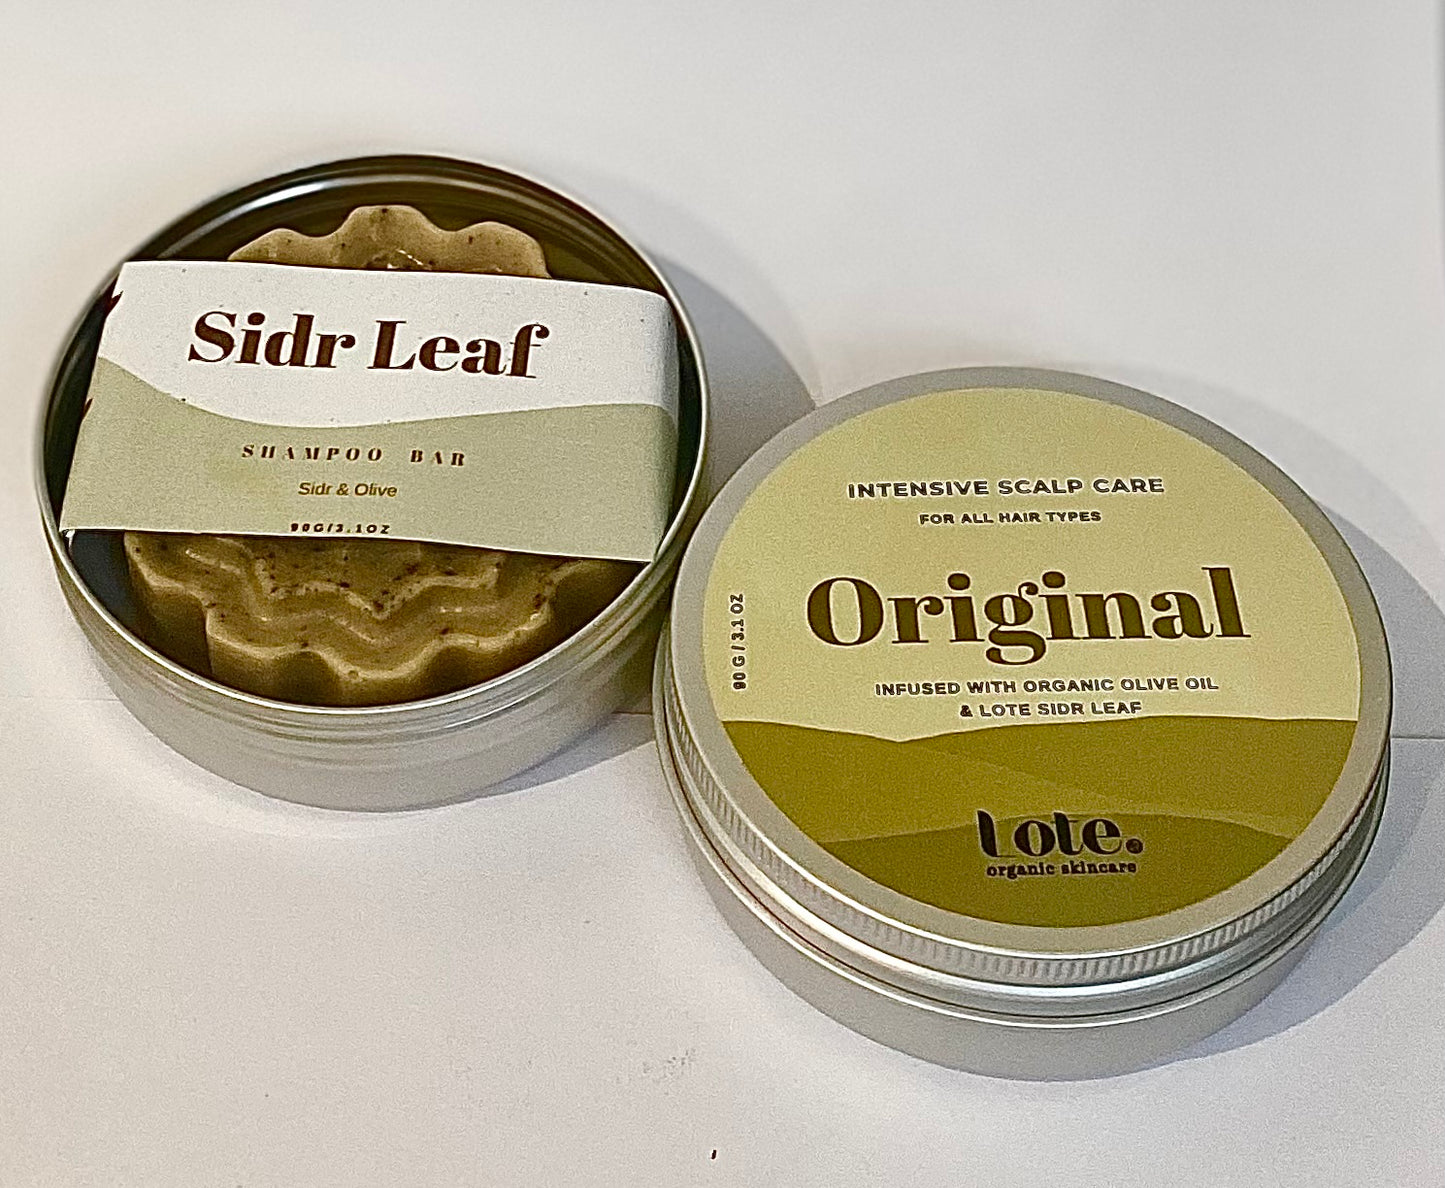 Sidr Leaf
SHAMPOO BAR
Sidr & Olive
90G/3.1OZ
INTENSIVE SCALP CARE
FOR ALL HAIR TYPES
Original
90 G / 3.1 OZ
INFUSED WITH ORGANIC OLIVE OIL
& LOTE SIDR LEAF
Lote.
organic skincare